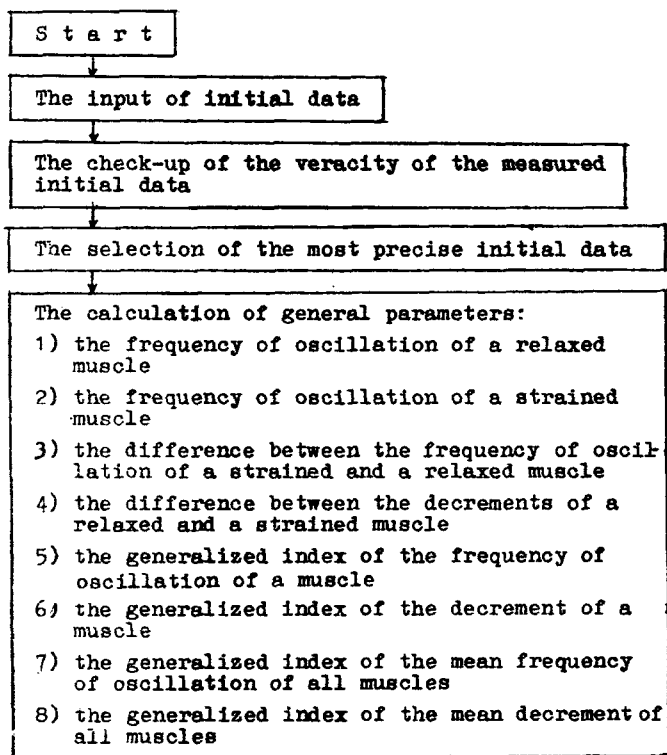 S t a r t
The input of initial data
The check-up of the veracity of the measured
initial data
The selection of the most precise initial data
The calculation of general parameters:
1) the frequency of oscillation of a relaxed
muscle
2) the frequency of oscillation of a strained
muscle
3) the difference between the frequency of oscil-
lation of a strained and a relaxed muscle
4) the difference between the decrements of a
relaxed and a strained muscle
5) the generalized index of the frequency of
oscillation of a muscle
6) the generalized index of the decrement of a
muscle
7) the generalized index of the mean frequency
of oscillation of all muscles
8) the generalized index of the mean decrement of
all muscles